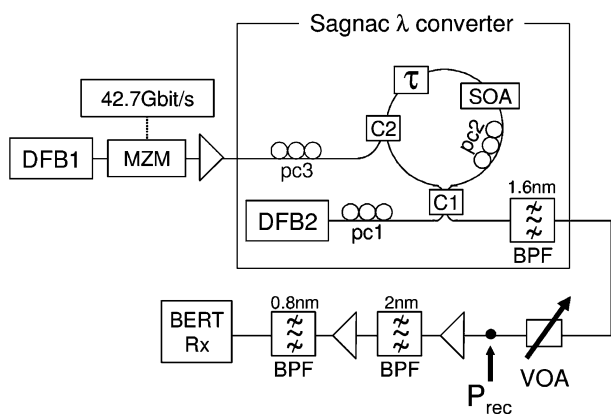 Sagnac λ converter
42.7Gbit/s
τ
SOA
C2
pc2
DFB1
MZM
pc3
C1
1.6nm
DFB2
pc1
BPF
0.8nm
2nm
BERT
Rx
BPF
BPF
VOA
Prec